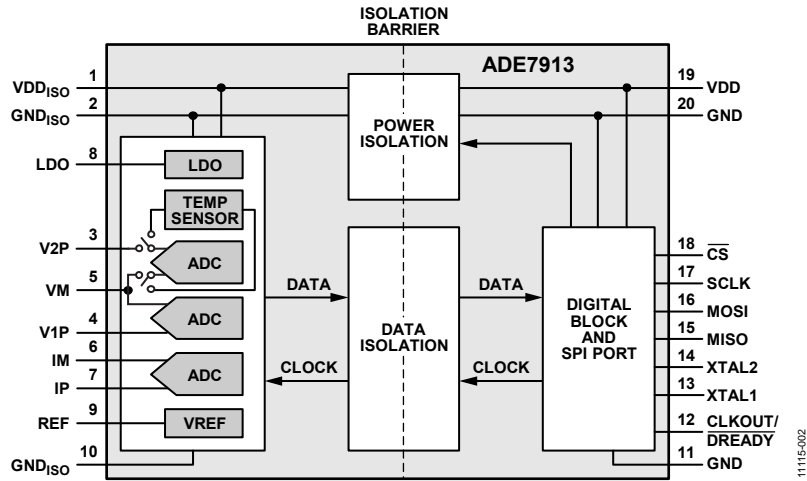 ISOLATION
BARRIER
ADE7913
1
VDDISO
2
GNDISO
8
LDO
3
V2P
5
VM
4
V1P
6
IM
7
IP
9
REF
10
GNDISO
LDO
TEMP
SENSOR
ADC
ADC
ADC
VREF
POWER
ISOLATION
DATA
CLOCK
DATA
ISOLATION
DATA
CLOCK
DIGITAL
BLOCK
AND
SPI PORT
19
VDD
20
GND
18
CS
17
SCLK
16
MOSI
15
MISO
14
XTAL2
13
XTAL1
12
CLKOUT/
DREADY
11
GND
11115-002